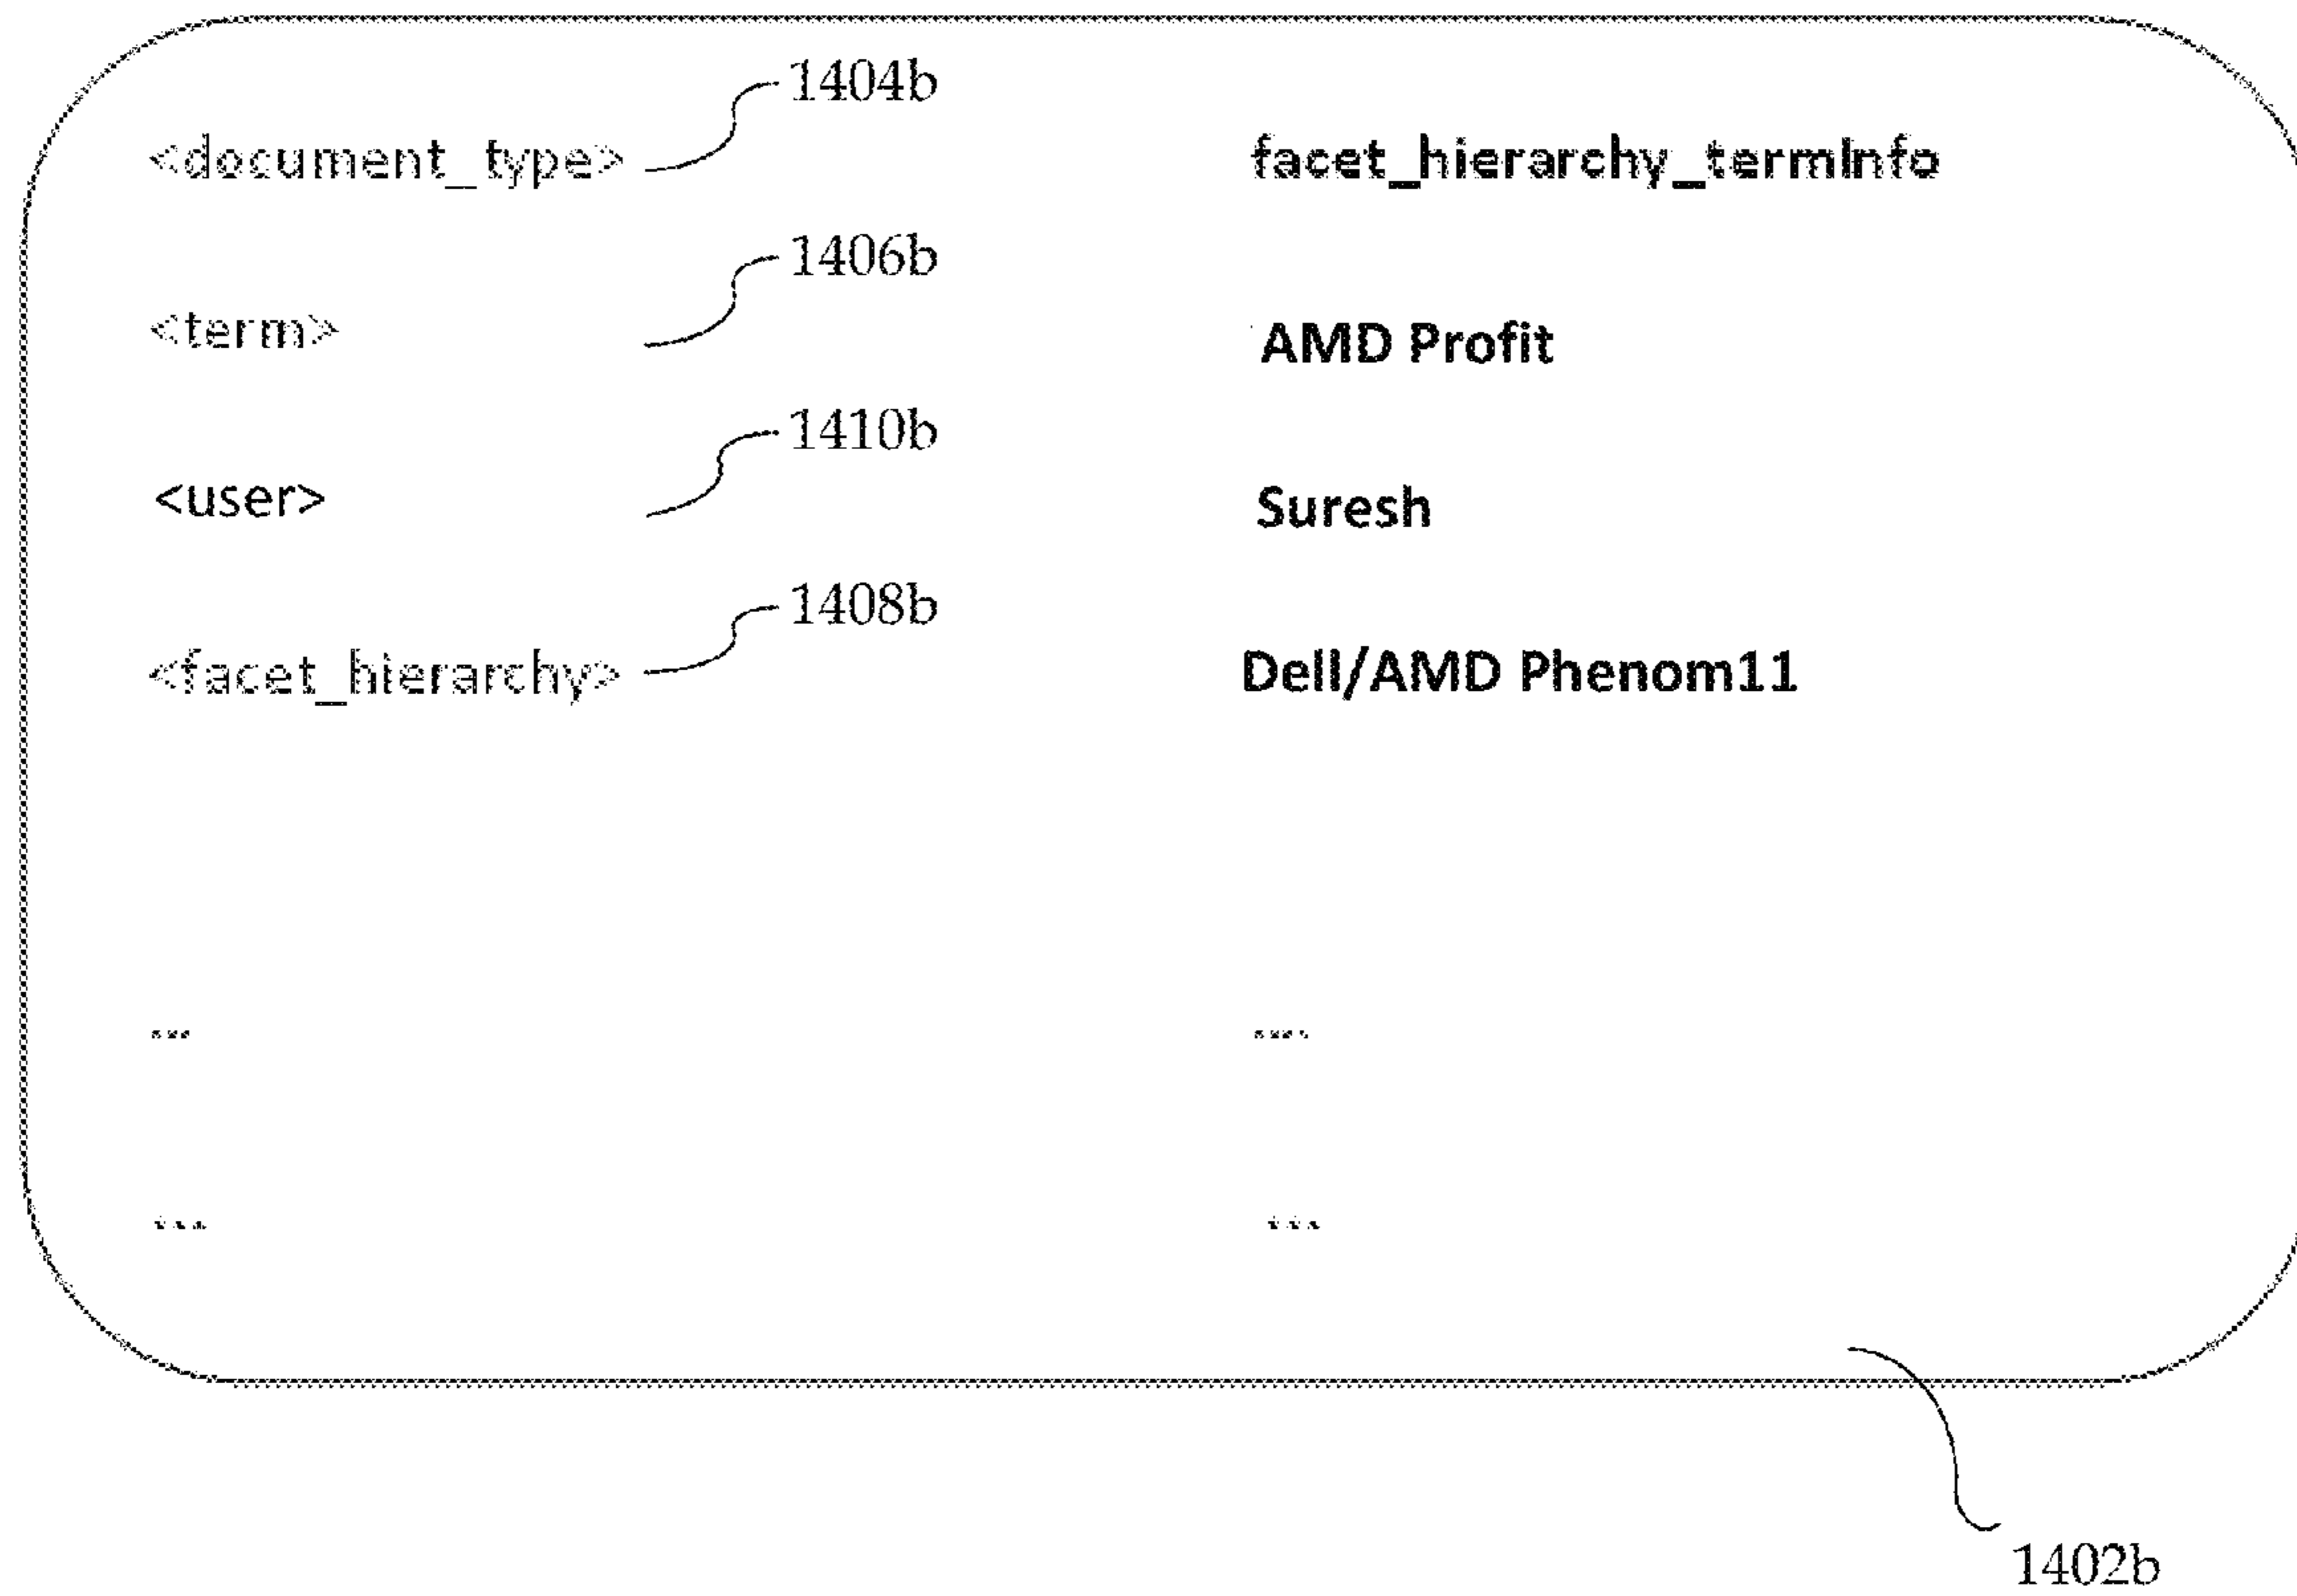 1404b
<document_type> facet_hierarchy_termInfo
1406b
<term> AMD Profit
1410b
<user> Suresh
1408b
<facet_hierarchy> Dell/AMD Phenom11
... ....
... ...
1402b